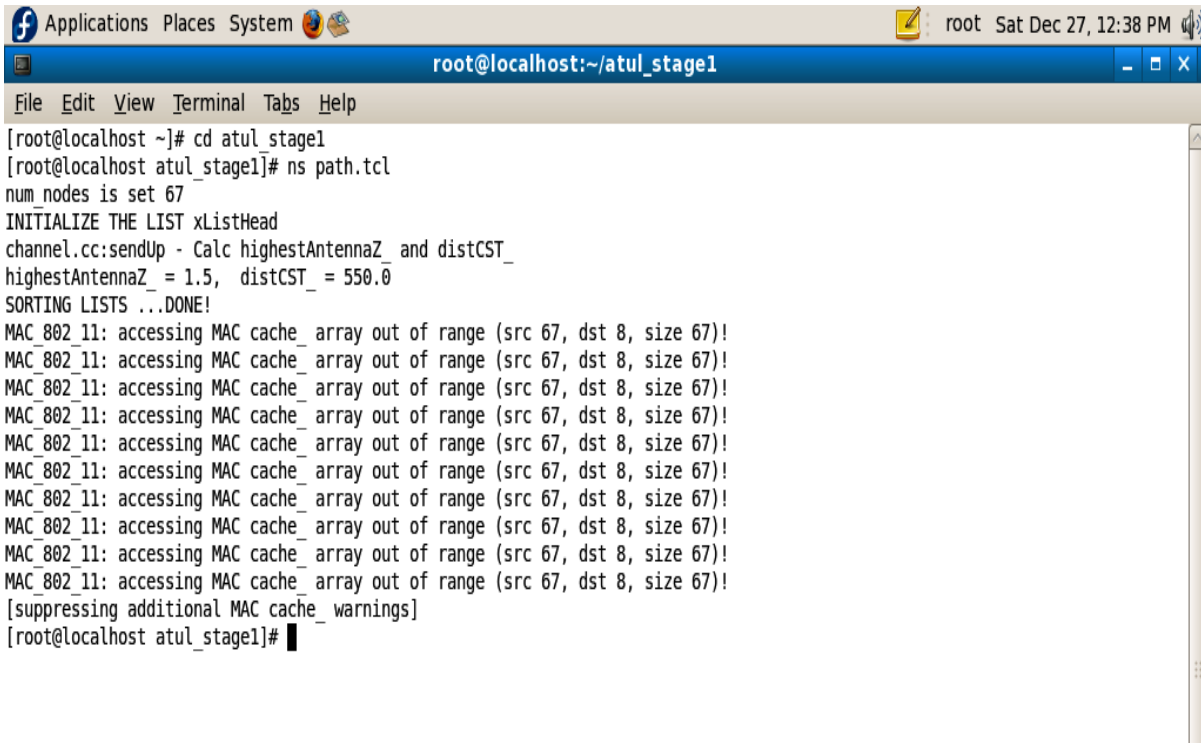 Applications Places System
root Sat Dec 27, 12:38 PM
root@localhost:~/atul_stage1
File Edit View Terminal Tabs Help
[root@localhost ~]# cd atul_stage1
[root@localhost atul_stage1]# ns path.tcl
num_nodes is set 67
INITIALIZE THE LIST xListHead
channel.cc:sendUp - Calc highestAntennaZ_ and distCST_
highestAntennaZ_ = 1.5,  distCST_ = 550.0
SORTING LISTS ...DONE!
MAC_802_11: accessing MAC cache_ array out of range (src 67, dst 8, size 67)!
MAC_802_11: accessing MAC cache_ array out of range (src 67, dst 8, size 67)!
MAC_802_11: accessing MAC cache_ array out of range (src 67, dst 8, size 67)!
MAC_802_11: accessing MAC cache_ array out of range (src 67, dst 8, size 67)!
MAC_802_11: accessing MAC cache_ array out of range (src 67, dst 8, size 67)!
MAC_802_11: accessing MAC cache_ array out of range (src 67, dst 8, size 67)!
MAC_802_11: accessing MAC cache_ array out of range (src 67, dst 8, size 67)!
MAC_802_11: accessing MAC cache_ array out of range (src 67, dst 8, size 67)!
MAC_802_11: accessing MAC cache_ array out of range (src 67, dst 8, size 67)!
MAC_802_11: accessing MAC cache_ array out of range (src 67, dst 8, size 67)!
[suppressing additional MAC cache_ warnings]
[root@localhost atul_stage1]#